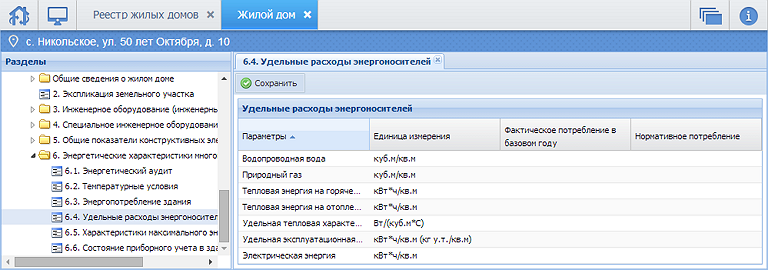 Реестр жилых домов
Жилой дом
с. Никольское, ул. 50 лет Октября, д. 10
Разделы
Общие сведения о жилом доме
2. Экспликация земельного участка
3. Инженерное оборудование (инженерны
4. Специальное инженерное оборудовани
5. Общие показатели конструктивных эле
6. Энергетические характеристики много
6.1. Энергетический аудит
6.2. Температурные условия
6.3. Энергопотребление здания
6.4. Удельные расходы энергоносител
6.5. Характеристики максимального эн
6.6. Состояние приборного учета в зда
6.4. Удельные расходы энергоносителей
Сохранить
Удельные расходы энергоносителей
Параметры Единица измерения Фактическое потребление в базовом году Нормативное потребление
Водопроводная вода куб.м/кв.м
Природный газ куб.м/кв.м
Тепловая энергия на горяче... кВт*ч/кв.м
Тепловая энергия на отопле... кВт*ч/кв.м
Удельная тепловая характе... Вт/(куб.м*С)
Удельная эксплуатационная... кВт*ч/кв.м (кг у.т./кв.м)
Электрическая энергия кВт*ч/кв.м